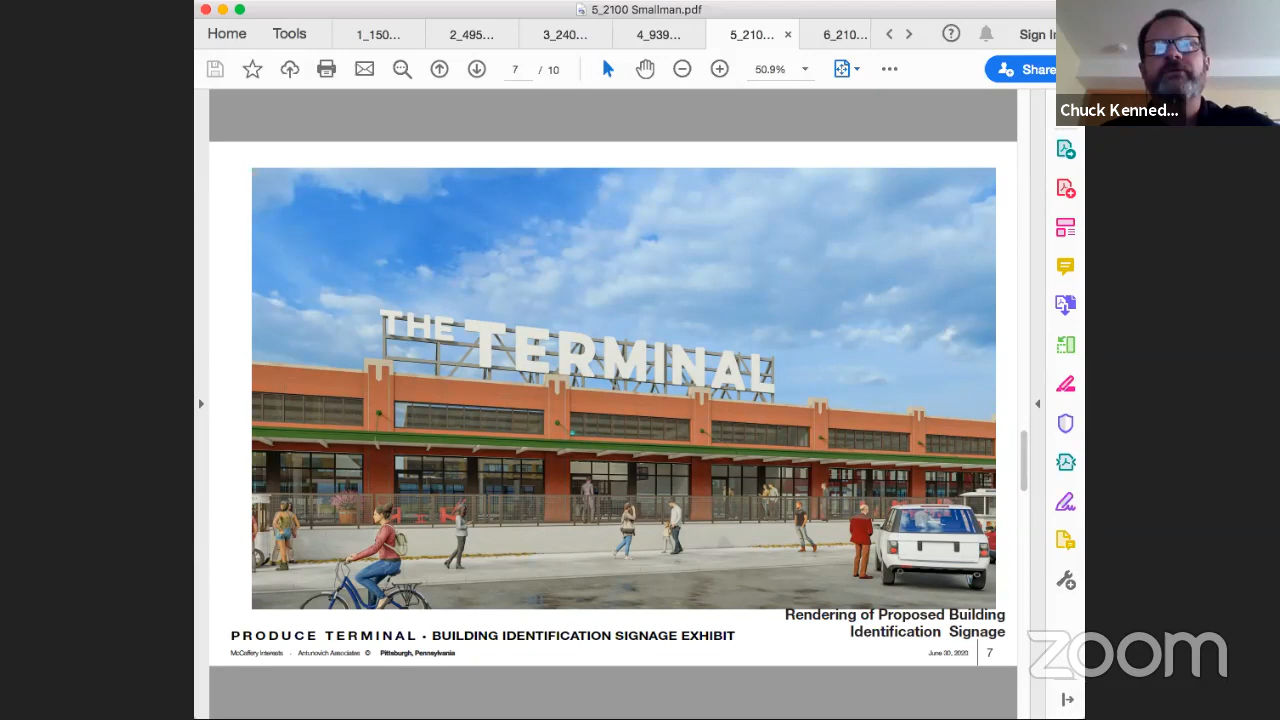 5_2100 Smallman.pdf
Home Tools 1_150... 2_495... 3_240... 4_939... 5_210... × 6_210... Sign In
7 / 10 50.9% Share
Chuck Kenned...
THE TERMINAL
Rendering of Proposed Building
Identification Signage
PRODUCE TERMINAL · BUILDING IDENTIFICATION SIGNAGE EXHIBIT
McCaffery Interests · Antunovich Associates © Pittsburgh, Pennsylvania June 30, 2020 7
zoom